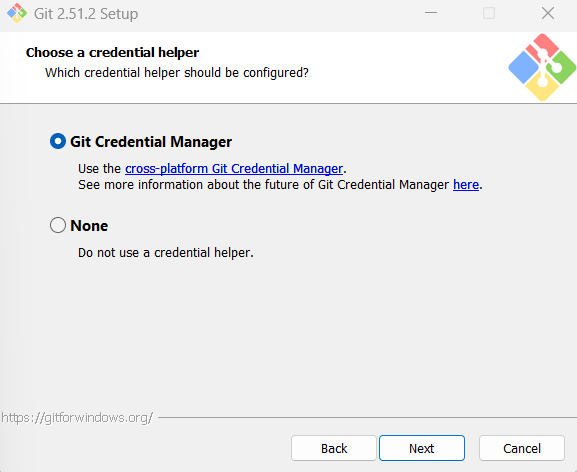 Git 2.51.2 Setup
Choose a credential helper
Which credential helper should be configured?
Git Credential Manager
Use the cross-platform Git Credential Manager.
See more information about the future of Git Credential Manager here.
None
Do not use a credential helper.
https://gitforwindows.org/
Back Next Cancel